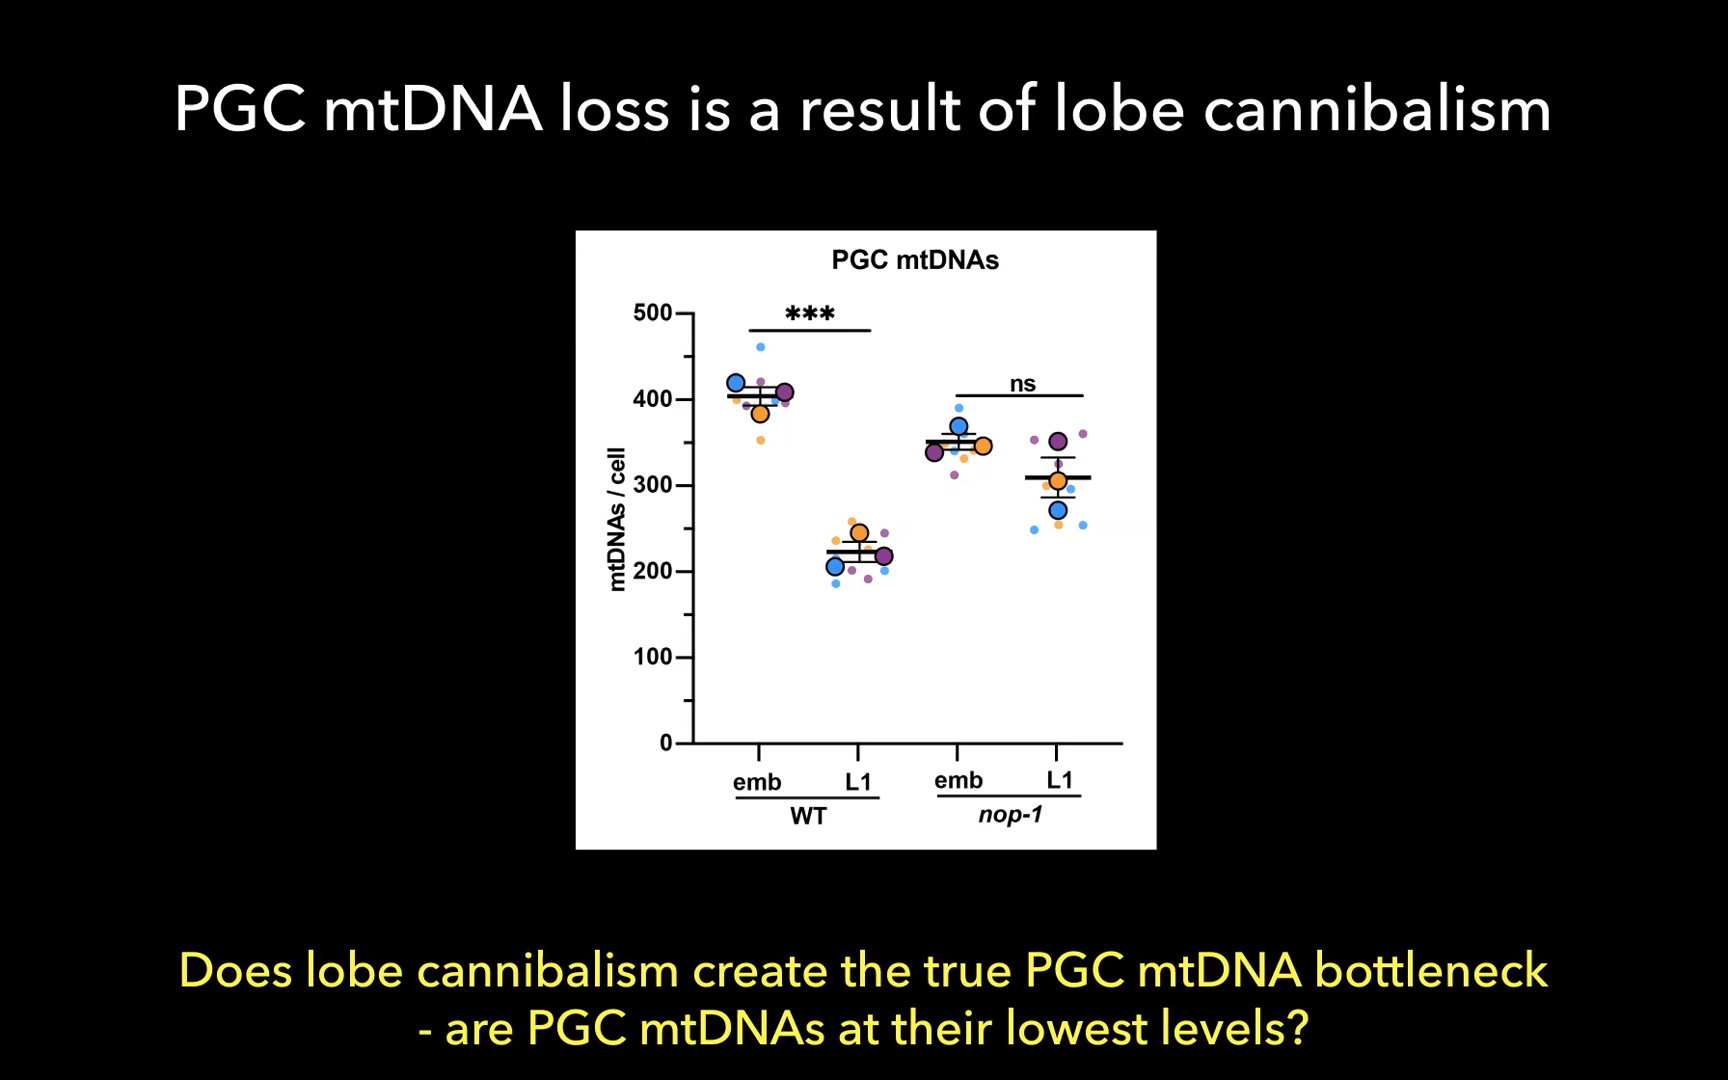 PGC mtDNA loss is a result of lobe cannibalism
PGC mtDNAs
500
400
300
200
100
0
mtDNAs / cell
***
ns
emb
L1
emb
L1
WT
nop-1
Does lobe cannibalism create the true PGC mtDNA bottleneck
- are PGC mtDNAs at their lowest levels?